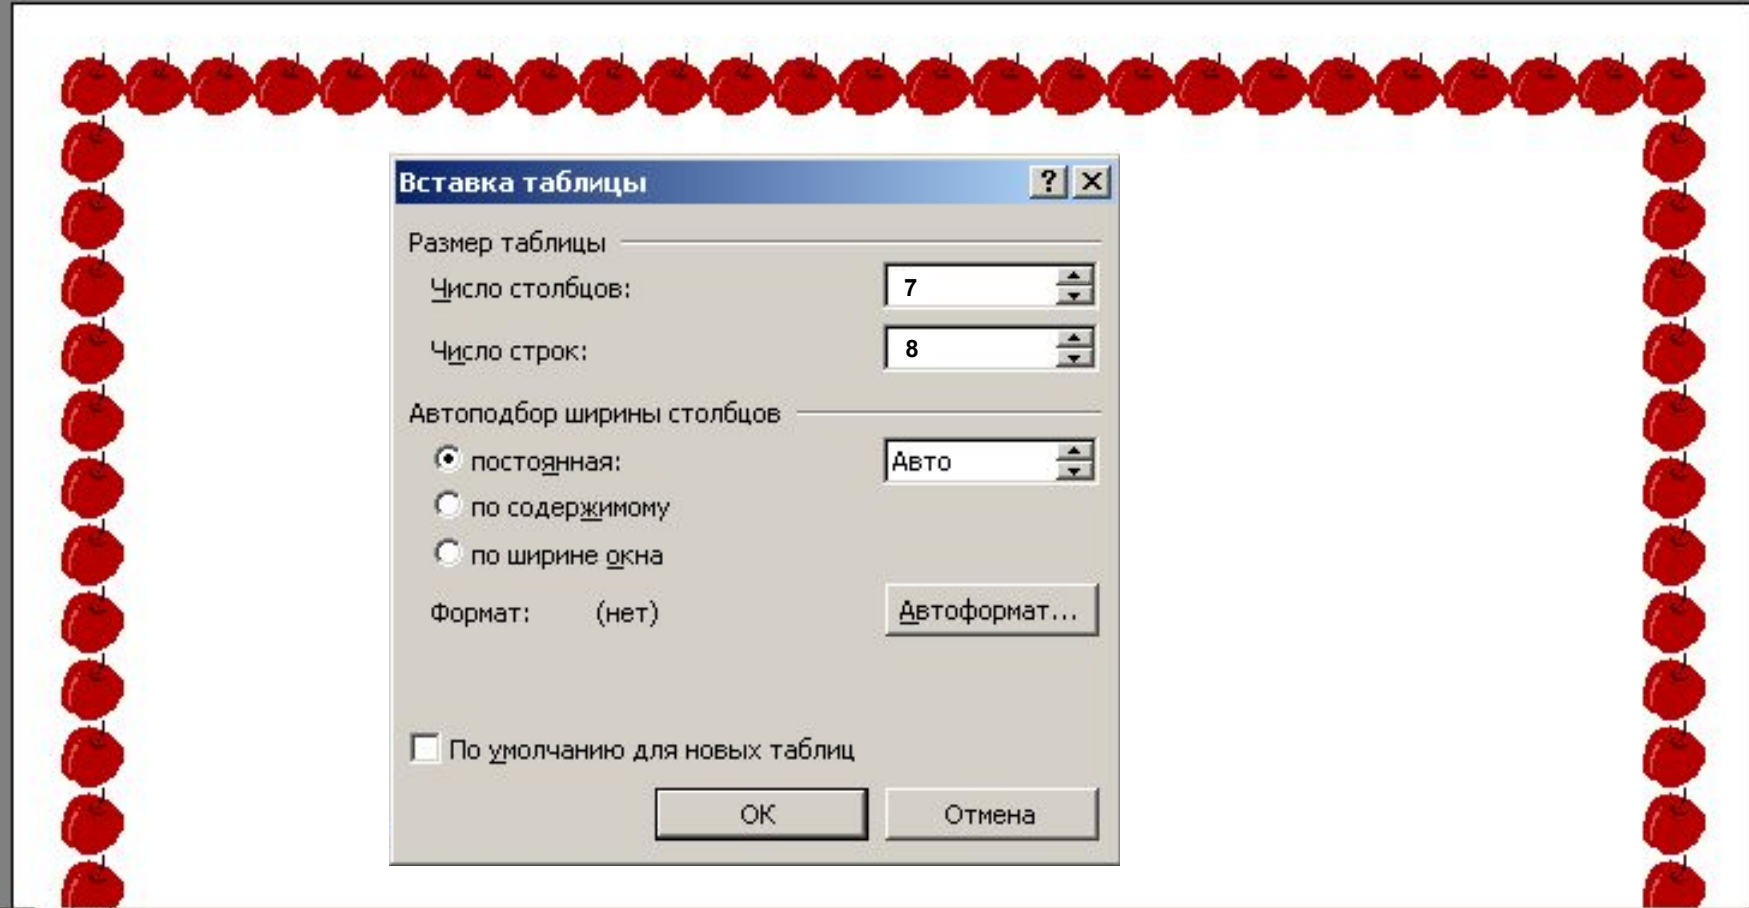 Вставка таблицы
Размер таблицы
Число столбцов: 7
Число строк: 8
Автоподбор ширины столбцов
постоянная: Авто
по содержимому
по ширине окна
Формат: (нет) Автоформат...
По умолчанию для новых таблиц
ОК Отмена